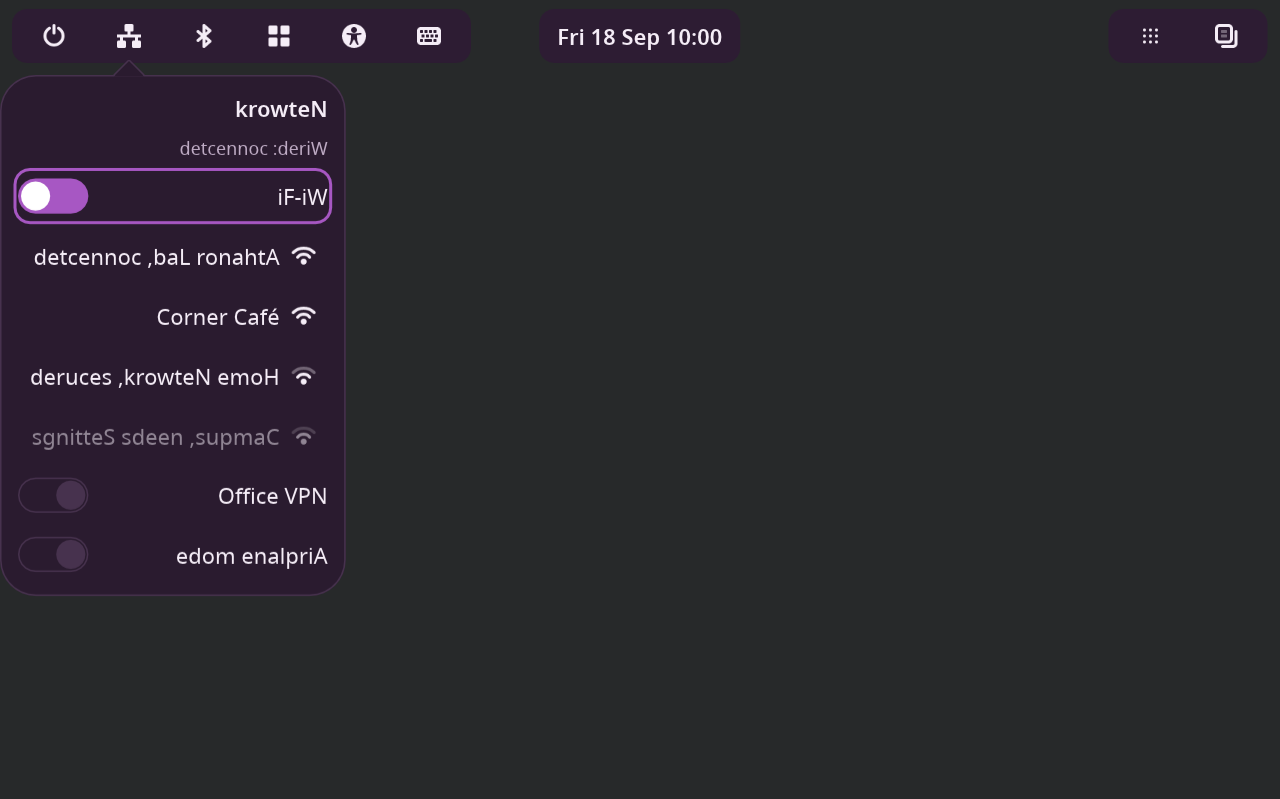 Fri 18 Sep 10:00
krowteN
detcennoc :deriW
iF-iW
detcennoc ,baL ronahtA
Corner Café
deruces ,krowteN emoH
sgnitteS sdeen ,supmaC
Office VPN
edom enalpriA